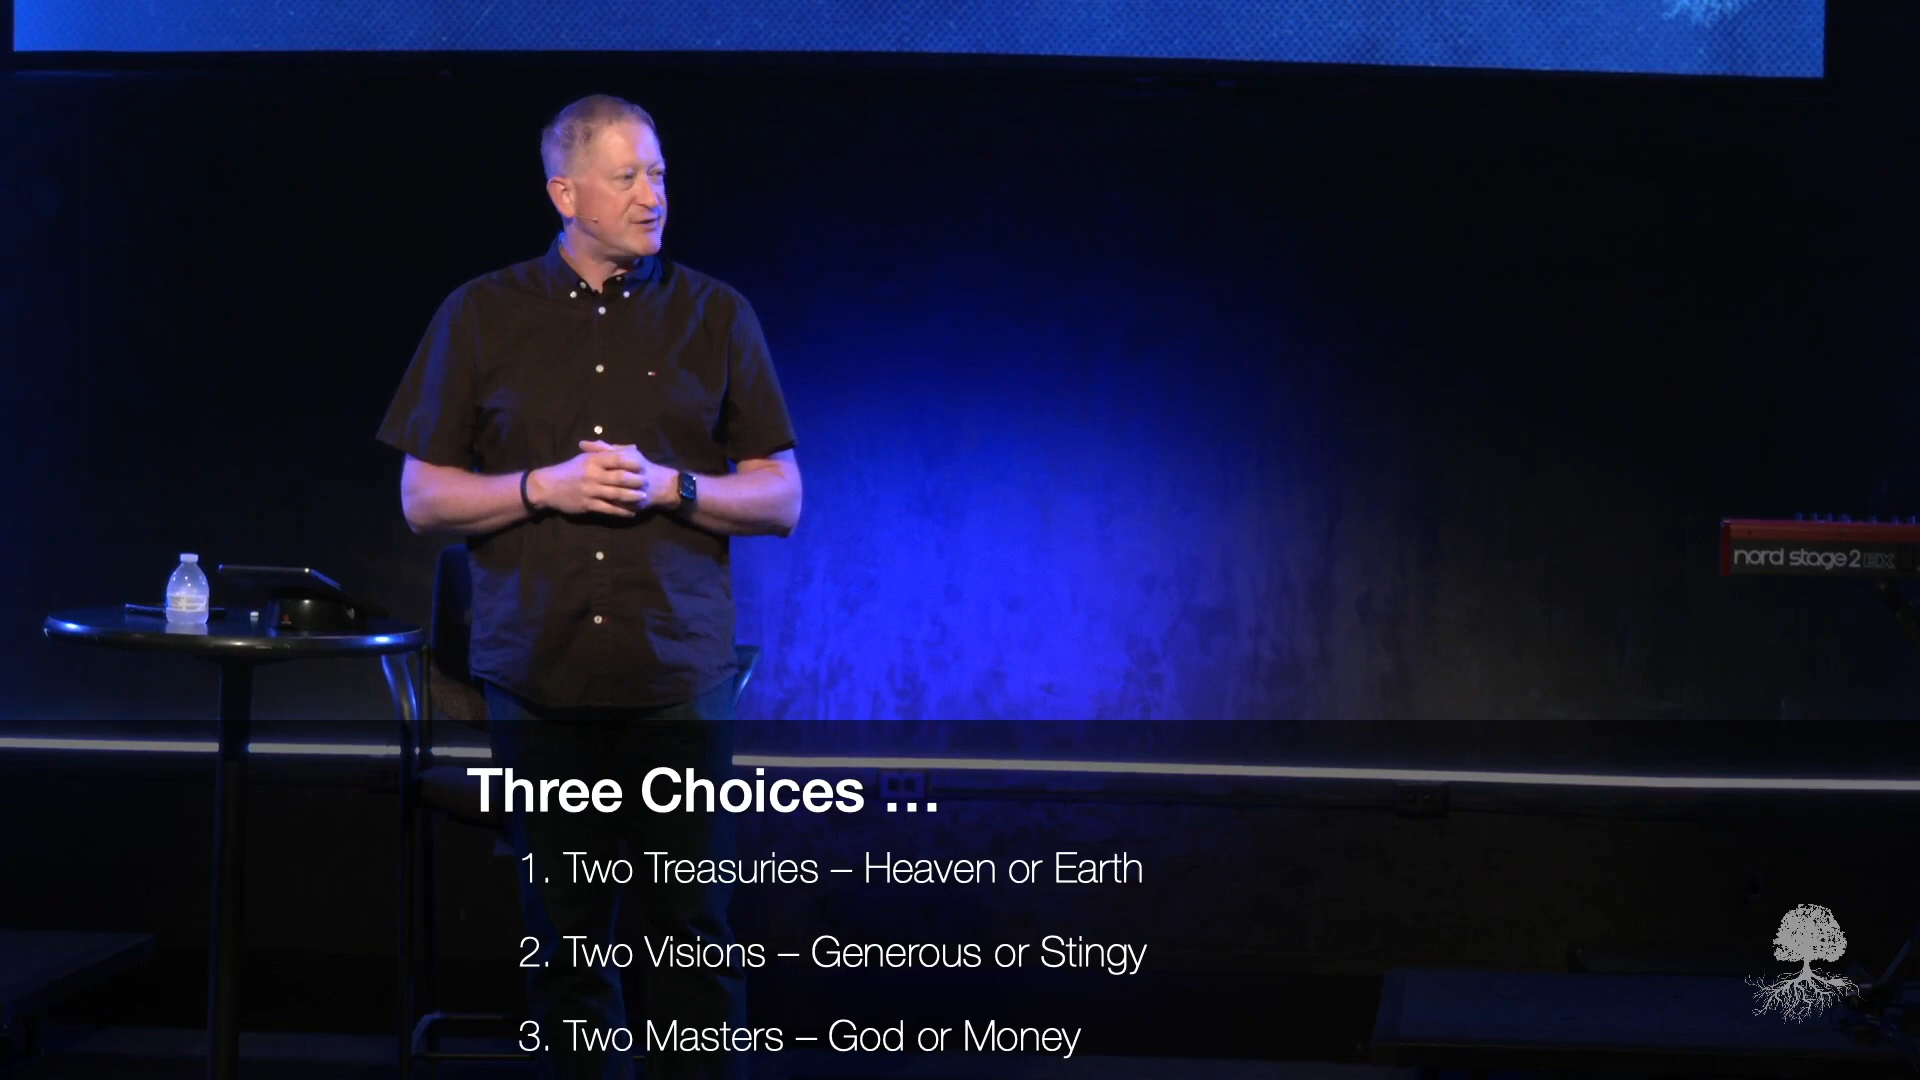 nord stage 2 EX
Three Choices ...
1. Two Treasuries – Heaven or Earth
2. Two Visions – Generous or Stingy
3. Two Masters – God or Money